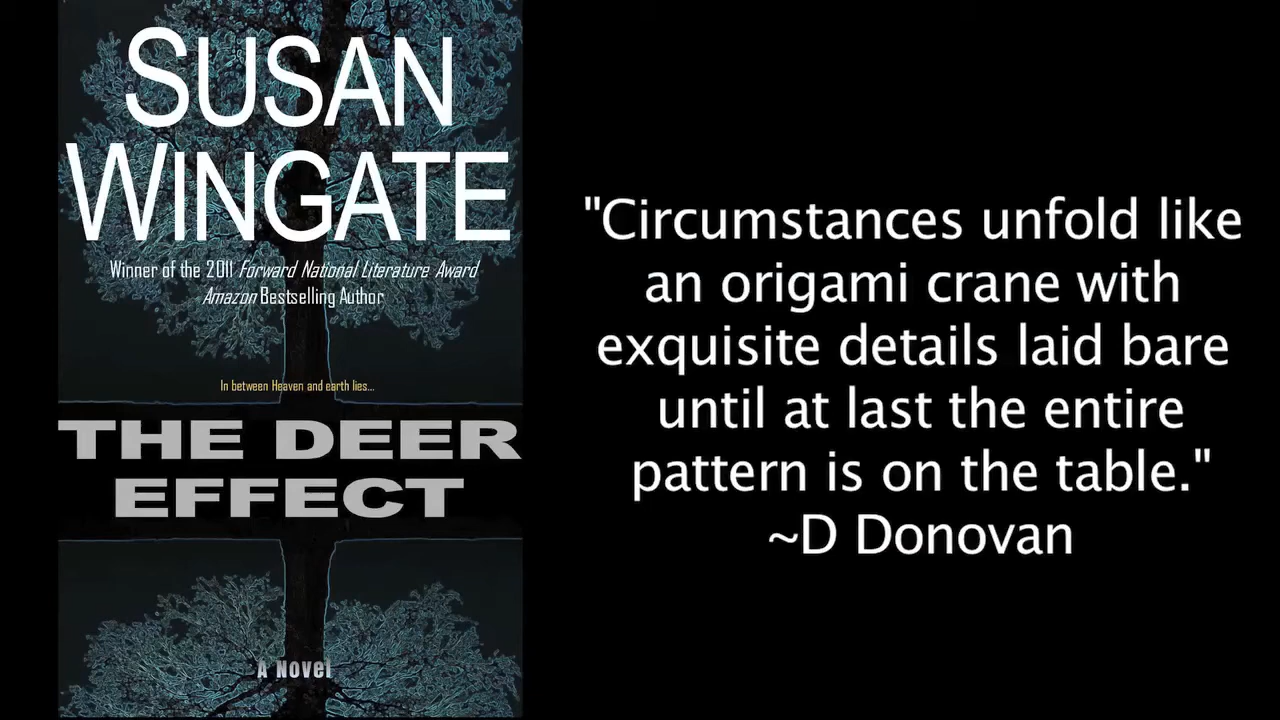 SUSAN
WINGATE
Winner of the 2011 Forward National Literature Award
Amazon Bestselling Author
In between Heaven and earth lies...
THE DEER
EFFECT
A Novel
"Circumstances unfold like
an origami crane with
exquisite details laid bare
until at last the entire
pattern is on the table."
~D Donovan